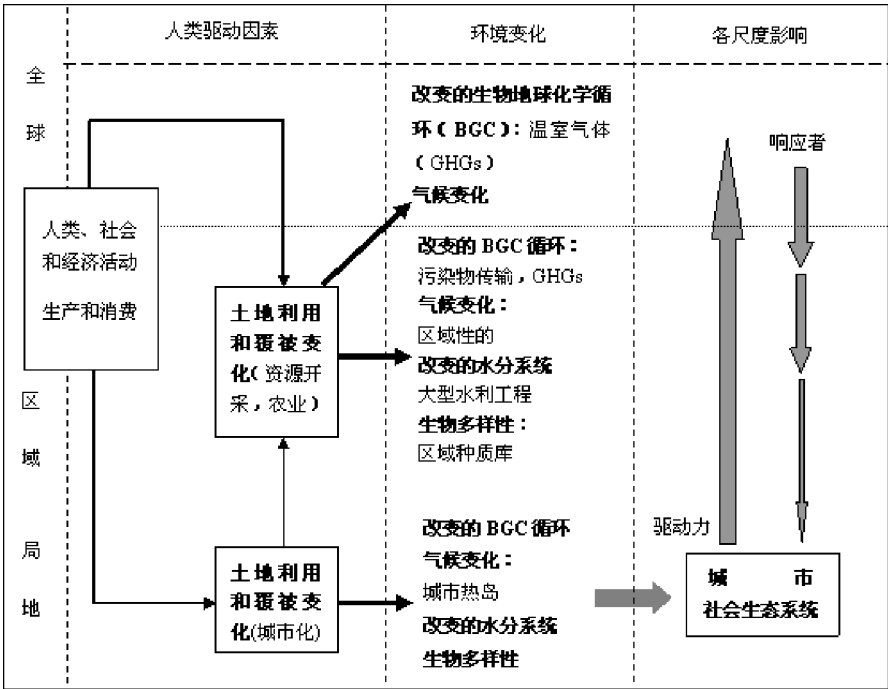 人类驱动因素
环境变化
各尺度影响
全
球
区
域
局
地
人类、社会
和经济活动
生产和消费
土地利用
和覆被变
化(资源开
采，农业)
土地利用
和覆被变
化(城市化)
改变的生物地球化学循
环(BGC)：温室气体
(GHGs)
气候变化
改变的BGC循环：
污染物传输，GHGs
气候变化：
区域性的
改变的水分系统
大型水利工程
生物多样性：
区域种质库
改变的BGC循环
气候变化：
城市热岛
改变的水分系统
生物多样性
响应者
驱动力
城 市
社会生态系统